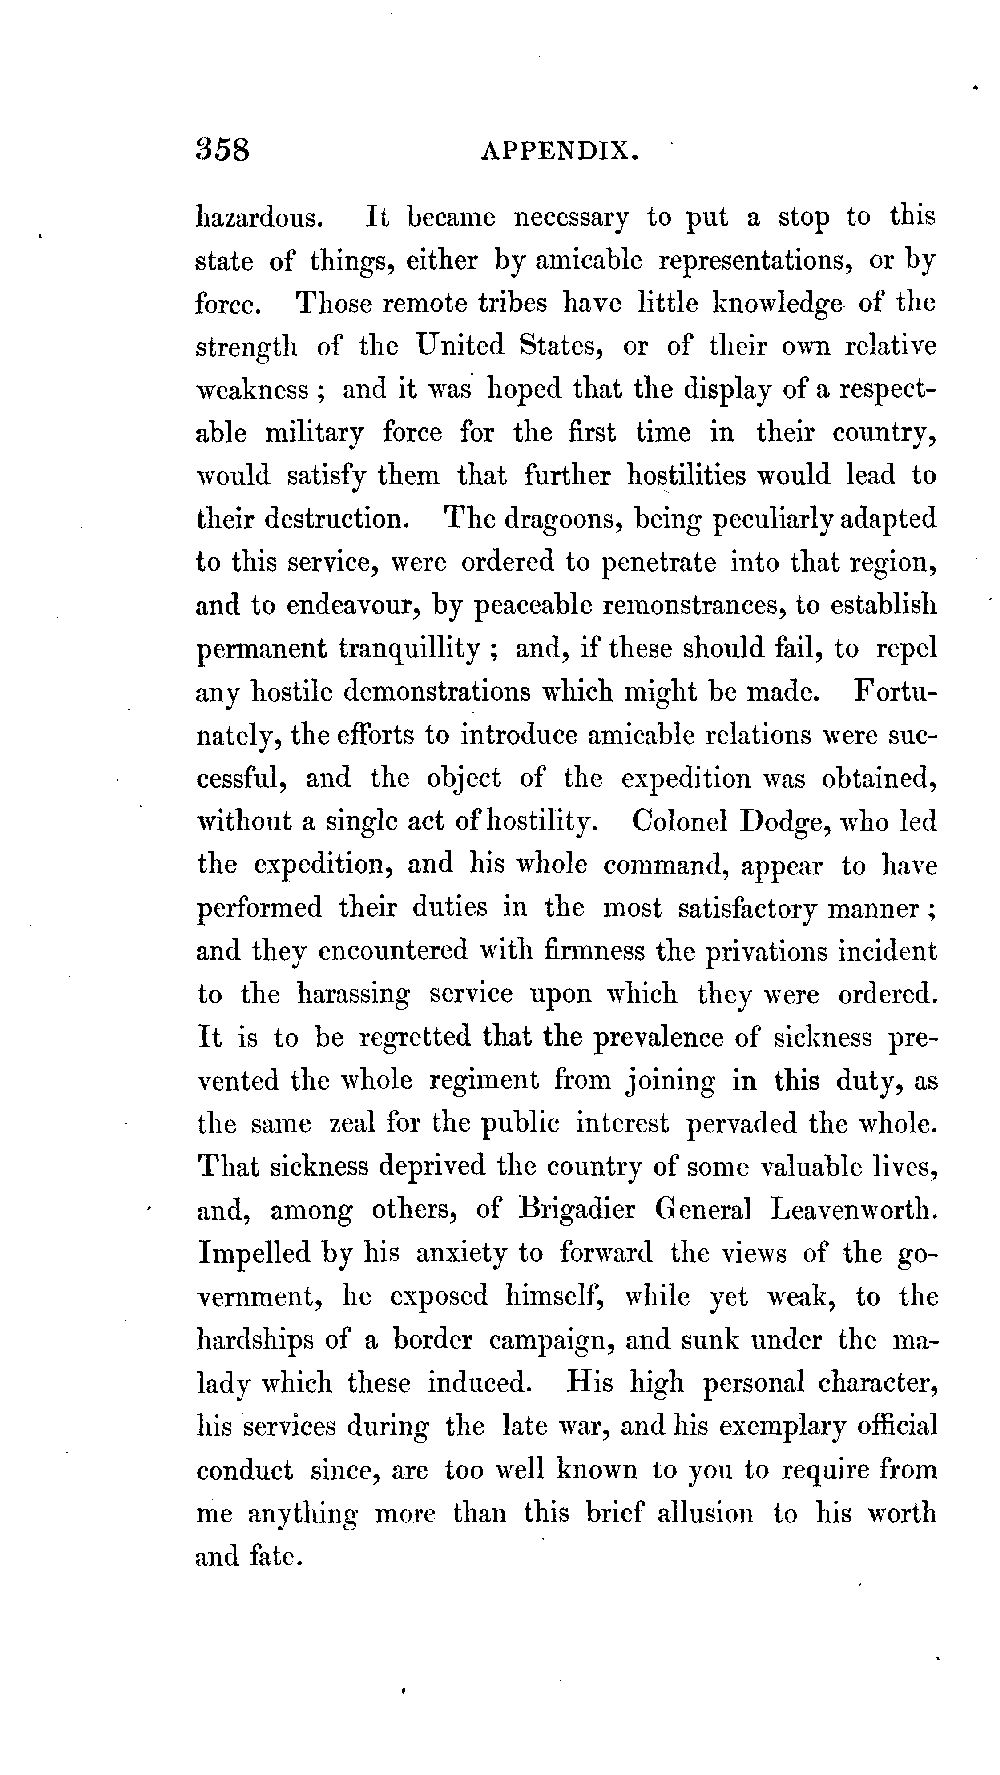 358 APPENDIX.
hazardous. It became necessary to put a stop to this
state of things, either by amicable representations, or by
force. Those remote tribes have little knowledge of the
strength of the United States, or of their own relative
weakness ; and it was hoped that the display of a respect-
able military force for the first time in their country,
would satisfy them that further hostilities would lead to
their destruction. The dragoons, being peculiarly adapted
to this service, were ordered to penetrate into that region,
and to endeavour, by peaceable remonstrances, to establish
permanent tranquillity ; and, if these should fail, to repel
any hostile demonstrations which might be made. Fortu-
nately, the efforts to introduce amicable relations were suc-
cessful, and the object of the expedition was obtained,
without a single act of hostility. Colonel Dodge, who led
the expedition, and his whole command, appear to have
performed their duties in the most satisfactory manner ;
and they encountered with firmness the privations incident
to the harassing service upon which they were ordered.
It is to be regretted that the prevalence of sickness pre-
vented the whole regiment from joining in this duty, as
the same zeal for the public interest pervaded the whole.
That sickness deprived the country of some valuable lives,
and, among others, of Brigadier General Leavenworth.
Impelled by his anxiety to forward the views of the go-
vernment, he exposed himself, while yet weak, to the
hardships of a border campaign, and sunk under the ma-
lady which these induced. His high personal character,
his services during the late war, and his exemplary official
conduct since, are too well known to you to require from
me anything more than this brief allusion to his worth
and fate.